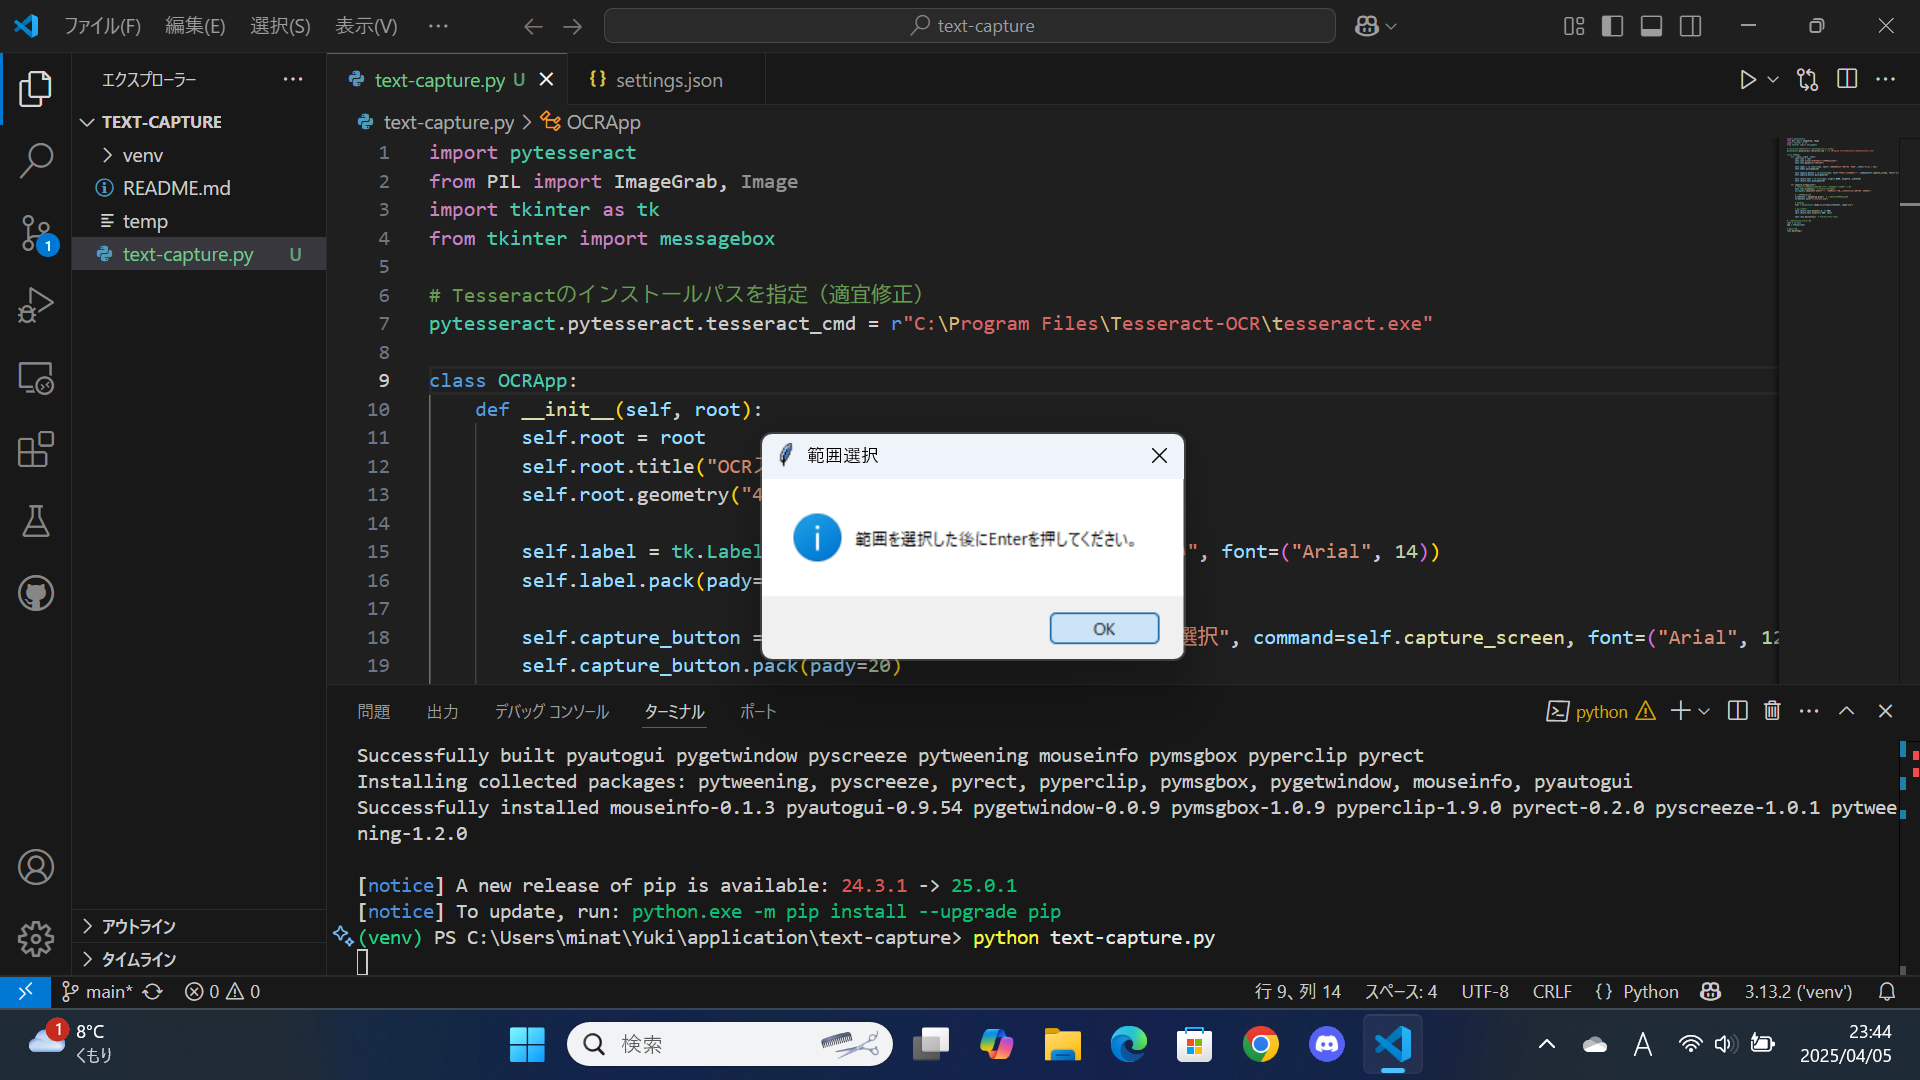 ファイル(F) 編集(E) 選択(S) 表示(V) text-capture
エクスプローラー
text-capture.py U
{} settings.json
TEXT-CAPTURE
venv
README.md
temp
text-capture.py U
1
text-capture.py > OCRApp
1 import pytesseract
2 from PIL import ImageGrab, Image
3 import tkinter as tk
4 from tkinter import messagebox
5
6 # Tesseractのインストールパスを指定（適宜修正）
7 pytesseract.pytesseract.tesseract_cmd = r"C:\Program Files\Tesseract-OCR\tesseract.exe"
8
9 class OCRApp:
10 def __init__(self, root):
11 self.root = root
12 self.root.title("OCR
13 self.root.geometry("4
14
15 self.label = tk.Label ", font=("Arial", 14))
16 self.label.pack(pady=
17
18 self.capture_button = 選択", command=self.capture_screen, font=("Arial", 12
19 self.capture_button.pack(pady=20)
範囲選択
範囲を選択した後にEnterを押してください。
OK
問題 出力 デバッグ コンソール ターミナル ポート
python
Successfully built pyautogui pygetwindow pyscreeze pytweening mouseinfo pymsgbox pyperclip pyrect
Installing collected packages: pytweening, pyscreeze, pyrect, pyperclip, pymsgbox, pygetwindow, mouseinfo, pyautogui
Successfully installed mouseinfo-0.1.3 pyautogui-0.9.54 pygetwindow-0.0.9 pymsgbox-1.0.9 pyperclip-1.9.0 pyrect-0.2.0 pyscreeze-1.0.1 pytwee
ning-1.2.0
[notice] A new release of pip is available: 24.3.1 -> 25.0.1
[notice] To update, run: python.exe -m pip install --upgrade pip
(venv) PS C:\Users\minat\Yuki\application\text-capture> python text-capture.py
アウトライン
タイムライン
main* 0 0 行 9、列 14 スペース: 4 UTF-8 CRLF {} Python 3.13.2 ('venv')
1
8°C
くもり
検索
A
23:44
2025/04/05